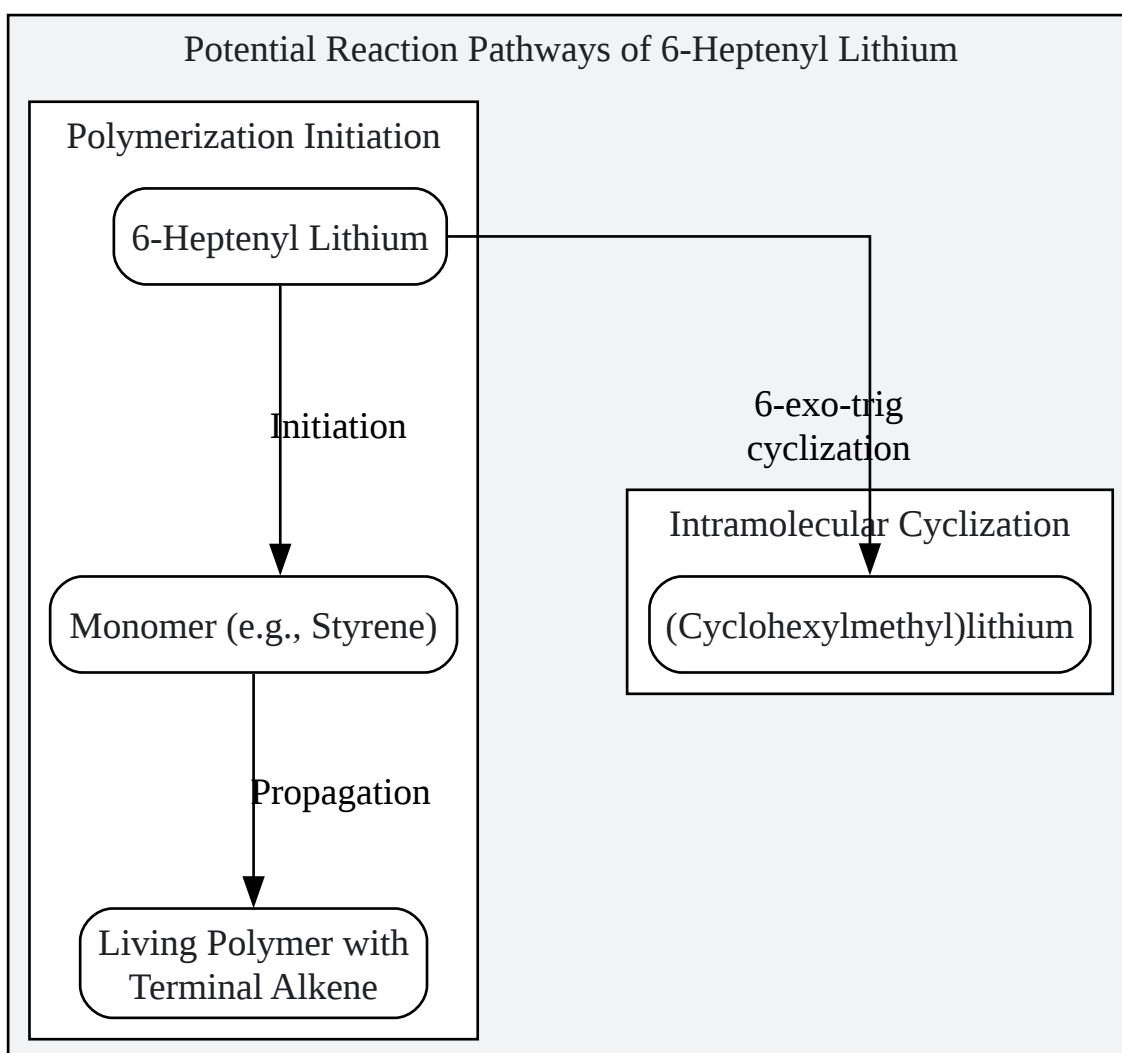 Potential Reaction Pathways of 6-Heptenyl Lithium
Polymerization Initiation
6-Heptenyl Lithium
Initiation
6-exo-trig
cyclization
Intramolecular Cyclization
Monomer (e.g., Styrene)
(Cyclohexylmethyl)lithium
Propagation
Living Polymer with
Terminal Alkene